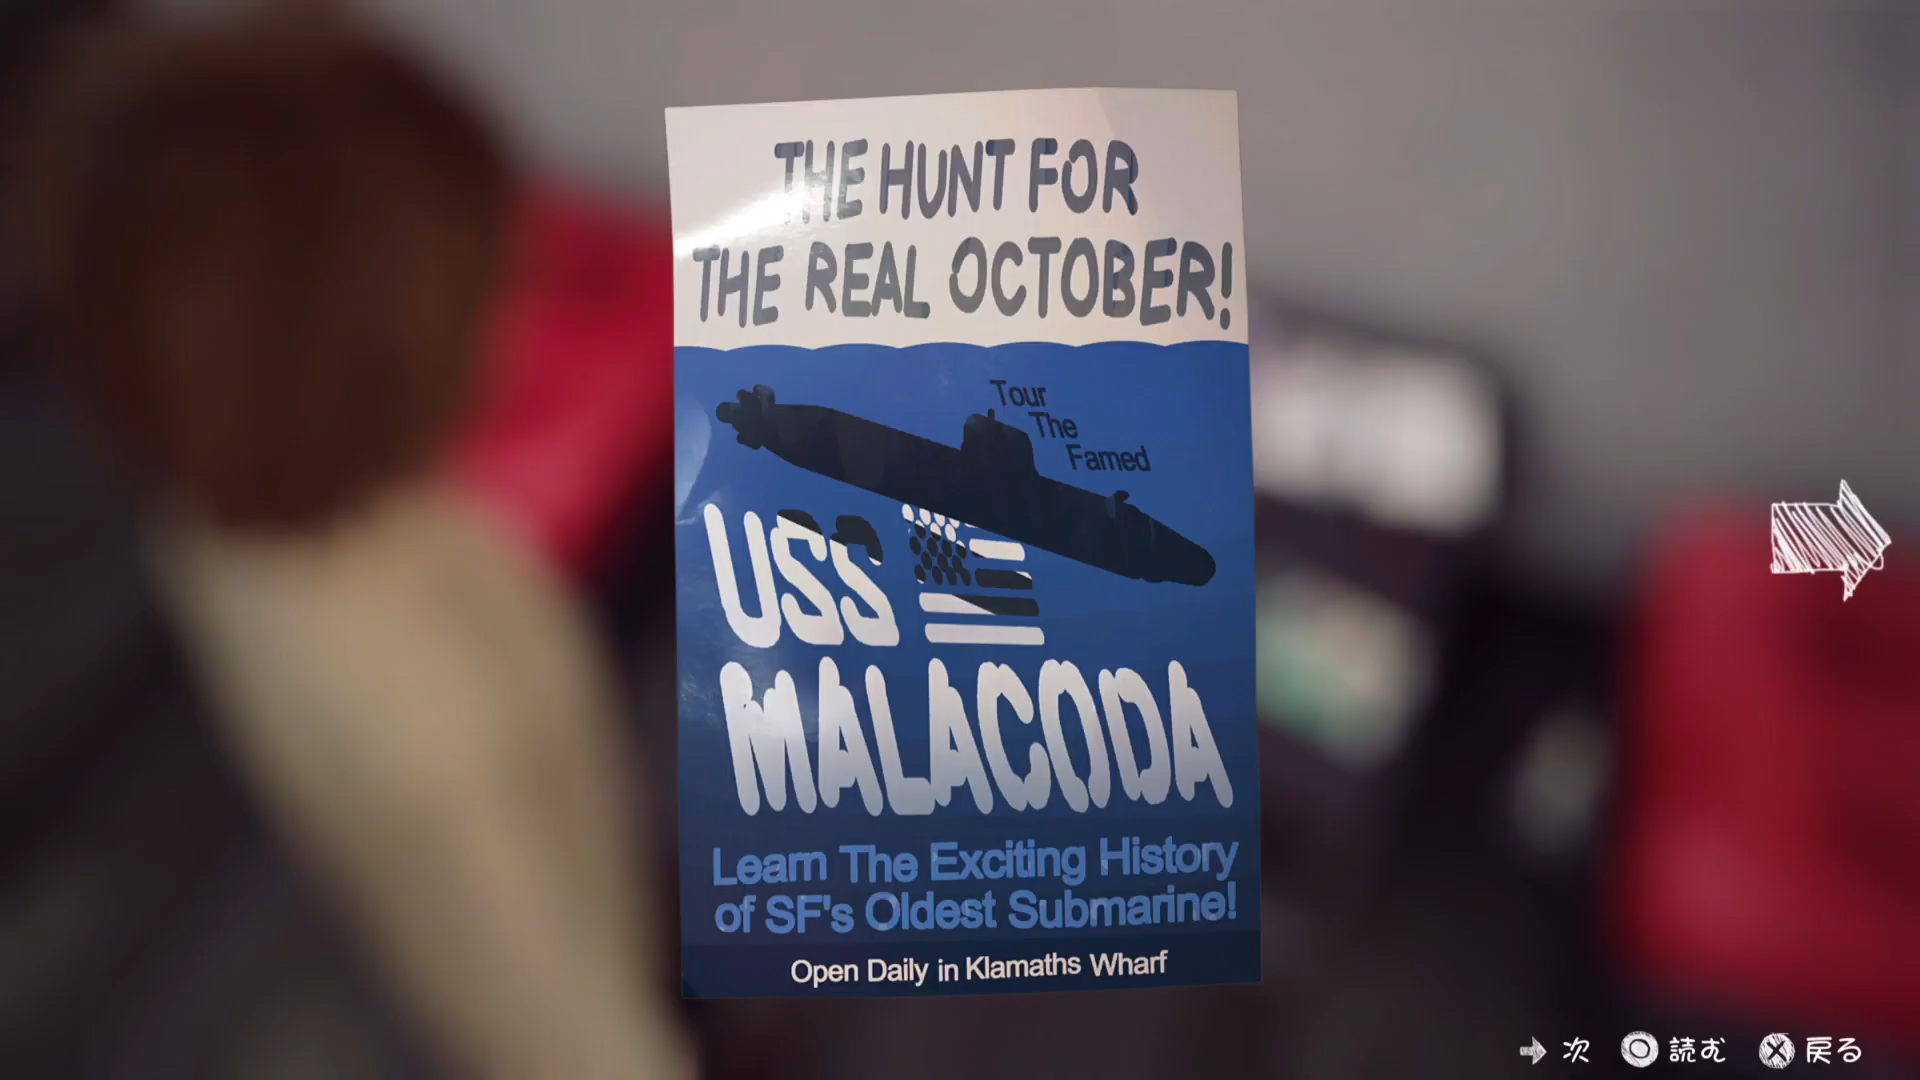 THE HUNT FOR
THE REAL OCTOBER!
Tour
The
Famed
USS
MALACODA
Learn The Exciting History
of SF's Oldest Submarine!
Open Daily in Klamaths Wharf
次 読む 戻る